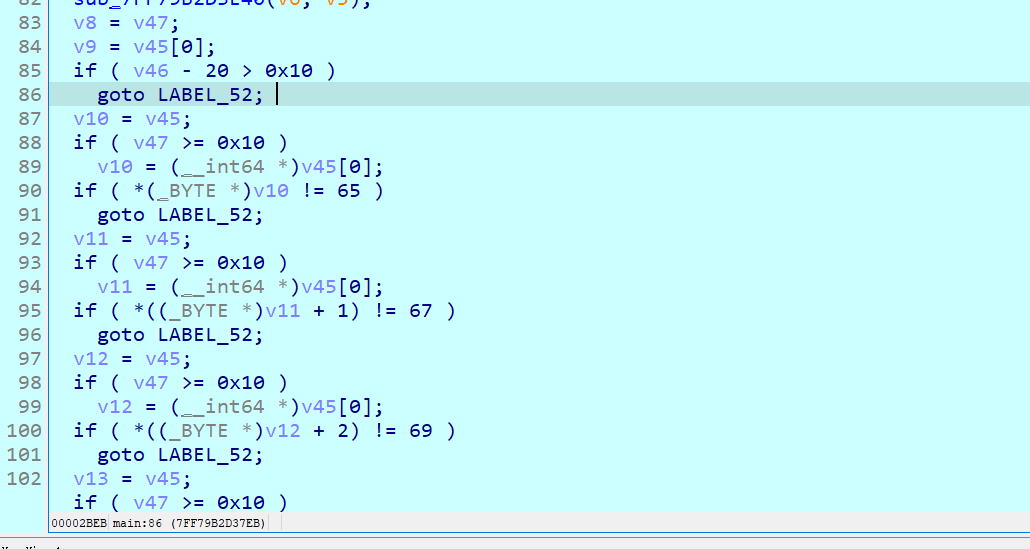 83 v8 = v47;
84 v9 = v45[0];
85 if ( v46 - 20 > 0x10 )
86 goto LABEL_52;
87 v10 = v45;
88 if ( v47 >= 0x10 )
89 v10 = (__int64 *)v45[0];
90 if ( *(_BYTE *)v10 != 65 )
91 goto LABEL_52;
92 v11 = v45;
93 if ( v47 >= 0x10 )
94 v11 = (__int64 *)v45[0];
95 if ( *((_BYTE *)v11 + 1) != 67 )
96 goto LABEL_52;
97 v12 = v45;
98 if ( v47 >= 0x10 )
99 v12 = (__int64 *)v45[0];
100 if ( *((_BYTE *)v12 + 2) != 69 )
101 goto LABEL_52;
102 v13 = v45;
if ( v47 >= 0x10 )
00002BEB main:86 (7FF79B2D37EB)